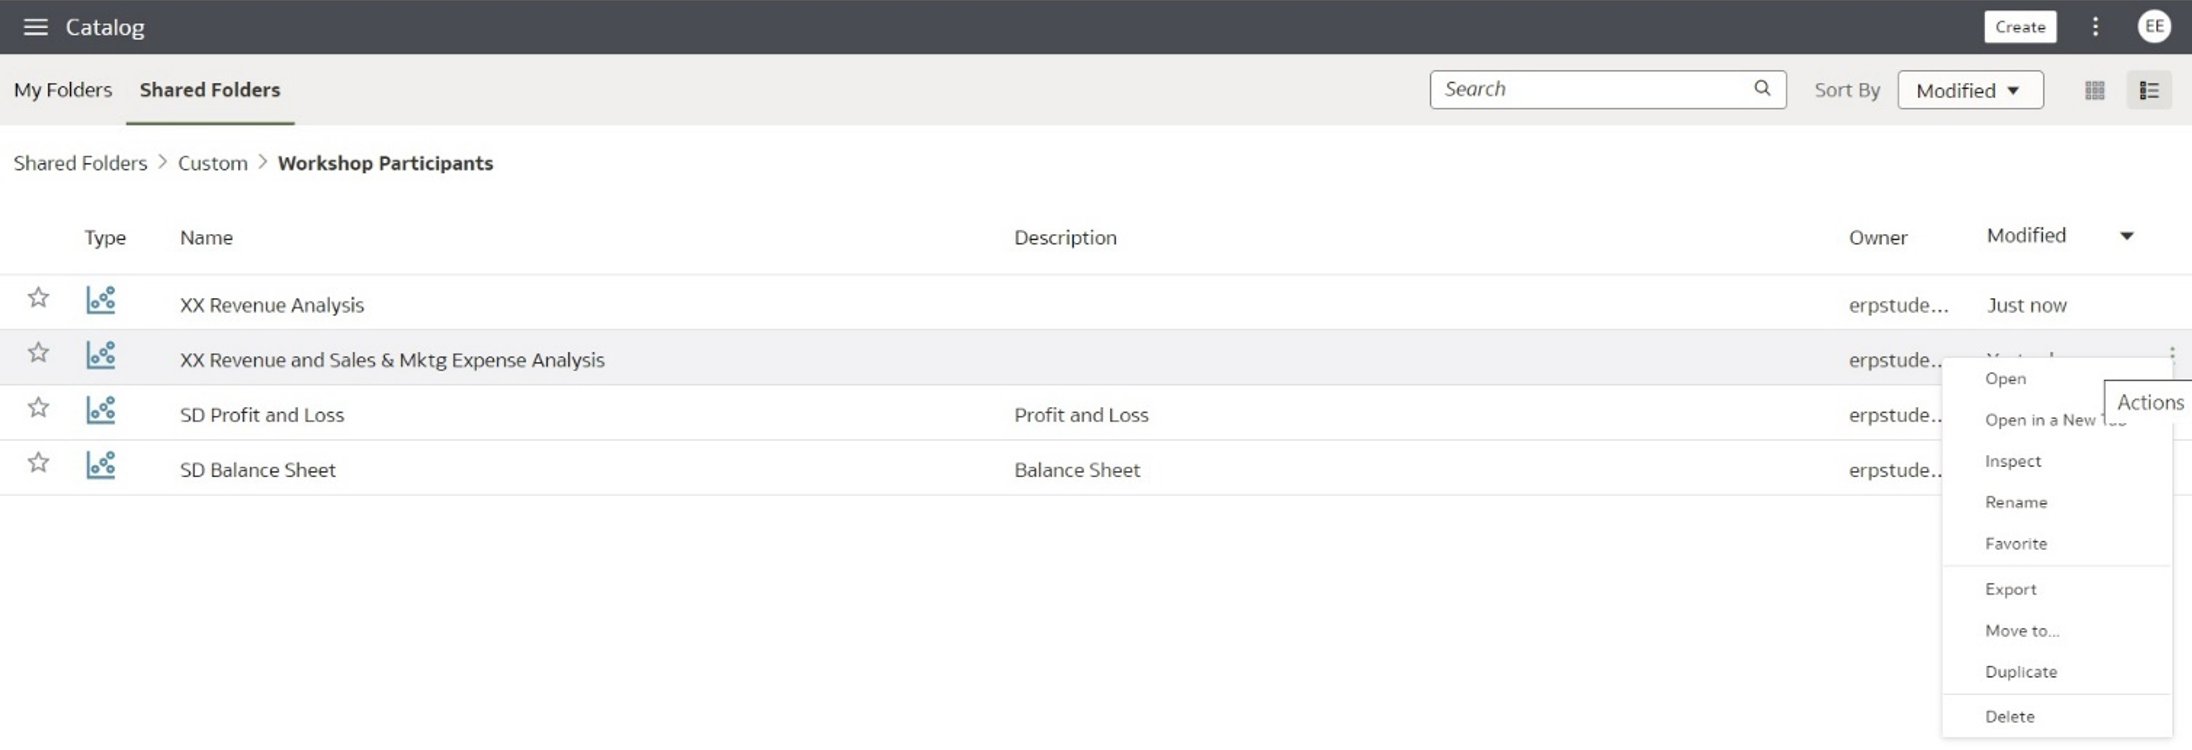 Catalog Create EE
My Folders Shared Folders Search Sort By Modified
Shared Folders > Custom > Workshop Participants
Type Name Description Owner Modified
XX Revenue Analysis erpstude... Just now
XX Revenue and Sales & Mktg Expense Analysis erpstude..
SD Profit and Loss Profit and Loss erpstude..
SD Balance Sheet Balance Sheet erpstude..
Open
Actions
Open in a New
Inspect
Rename
Favorite
Export
Move to...
Duplicate
Delete